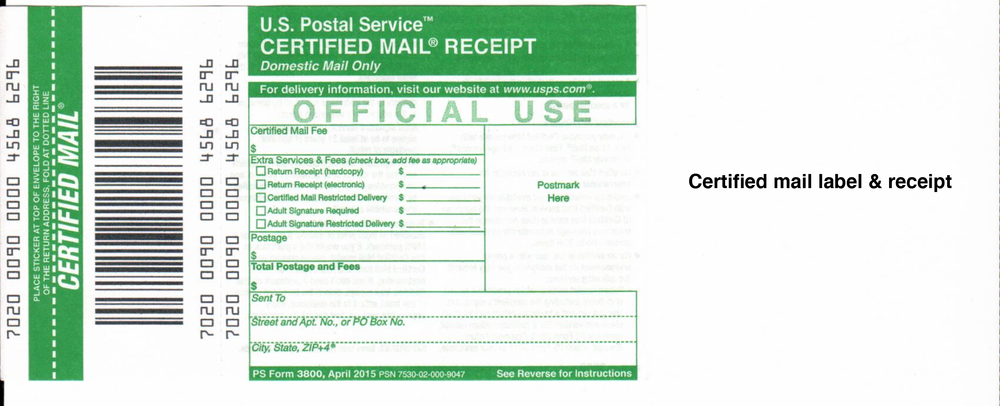 7020 0090 0000 4568 6296
PLACE STICKER AT TOP OF ENVELOPE TO THE RIGHT
OF THE RETURN ADDDRESS, FOLD AT DOTTED LINE
CERTIFIED MAIL®
7020 0090 0000 4568 6296
7020 0090 0000 4568 6296
U.S. Postal Service™
CERTIFIED MAIL® RECEIPT
Domestic Mail Only
For delivery information, visit our website at www.usps.com®.
OFFICIAL USE
Certified Mail Fee
$
Extra Services & Fees (check box, add fee as appropriate)
Return Receipt (hardcopy) $
Return Receipt (electronic) $
Certified Mail Restricted Delivery $
Adult Signature Required $
Adult Signature Restricted Delivery $
Postmark
Here
Postage
$
Total Postage and Fees
$
Sent To
Street and Apt. No., or PO Box No.
City, State, ZIP+4®
PS Form 3800, April 2015 PSN 7530-02-000-9047 See Reverse for Instructions
Certified mail label & receipt